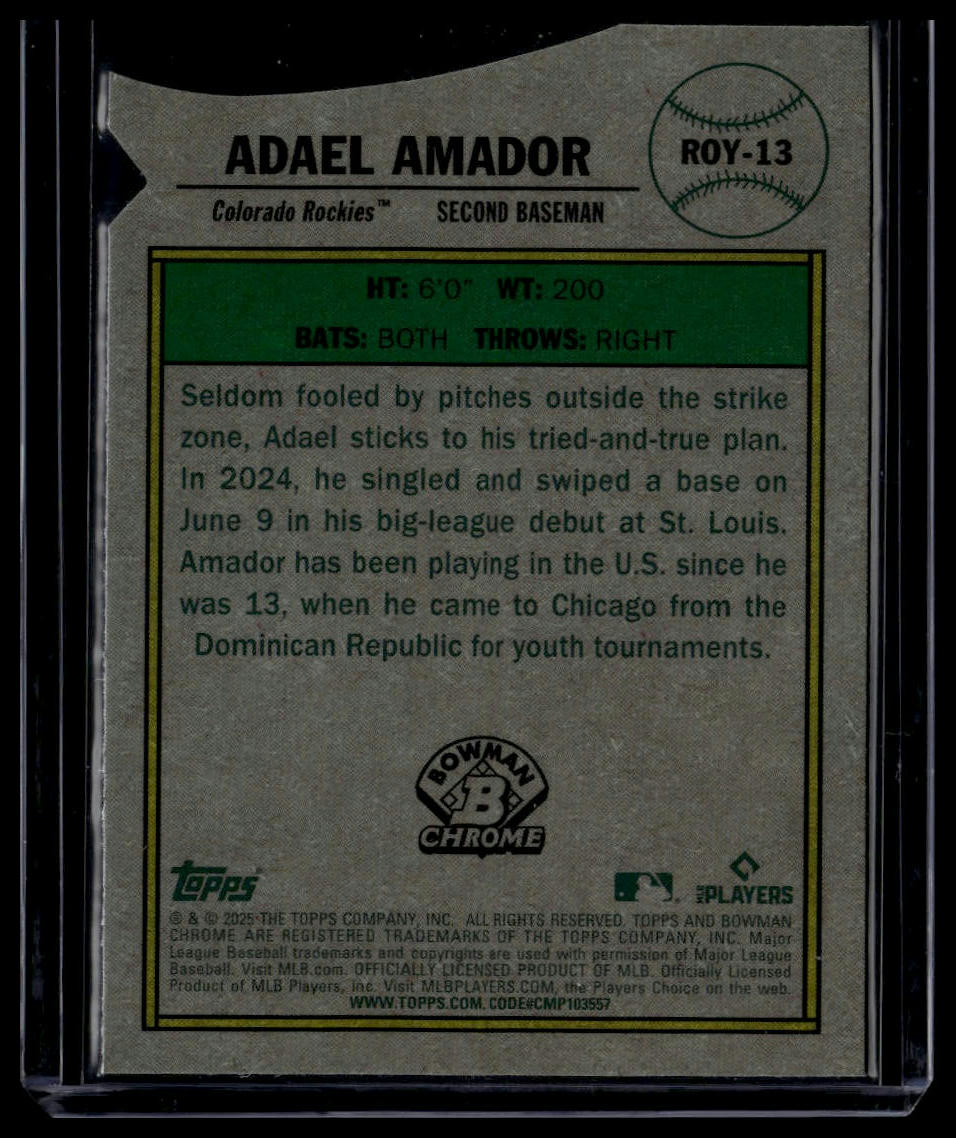 ADAEL AMADOR
ROY-13
Colorado Rockies™ SECOND BASEMAN
HT: 6'0" WT: 200
BATS: BOTH THROWS: RIGHT
Seldom fooled by pitches outside the strike
zone, Adael sticks to his tried-and-true plan.
In 2024, he singled and swiped a base on
June 9 in his big-league debut at St. Louis.
Amador has been playing in the U.S. since he
was 13, when he came to Chicago from the
Dominican Republic for youth tournaments.
BOWMAN
B
CHROME
Topps
MLB PLAYERS
® & © 2025 THE TOPPS COMPANY, INC. ALL RIGHTS RESERVED. TOPPS AND BOWMAN
CHROME ARE REGISTERED TRADEMARKS OF THE TOPPS COMPANY, INC. Major
League Baseball trademarks and copyrights are used with permission of Major League
Baseball. Visit MLB.com. OFFICIALLY LICENSED PRODUCT OF MLB. Officially Licensed
Product of MLB Players, Inc. Visit MLBPLAYERS.COM, the Players Choice on the web.
WWW.TOPPS.COM. CODE#CMP103557